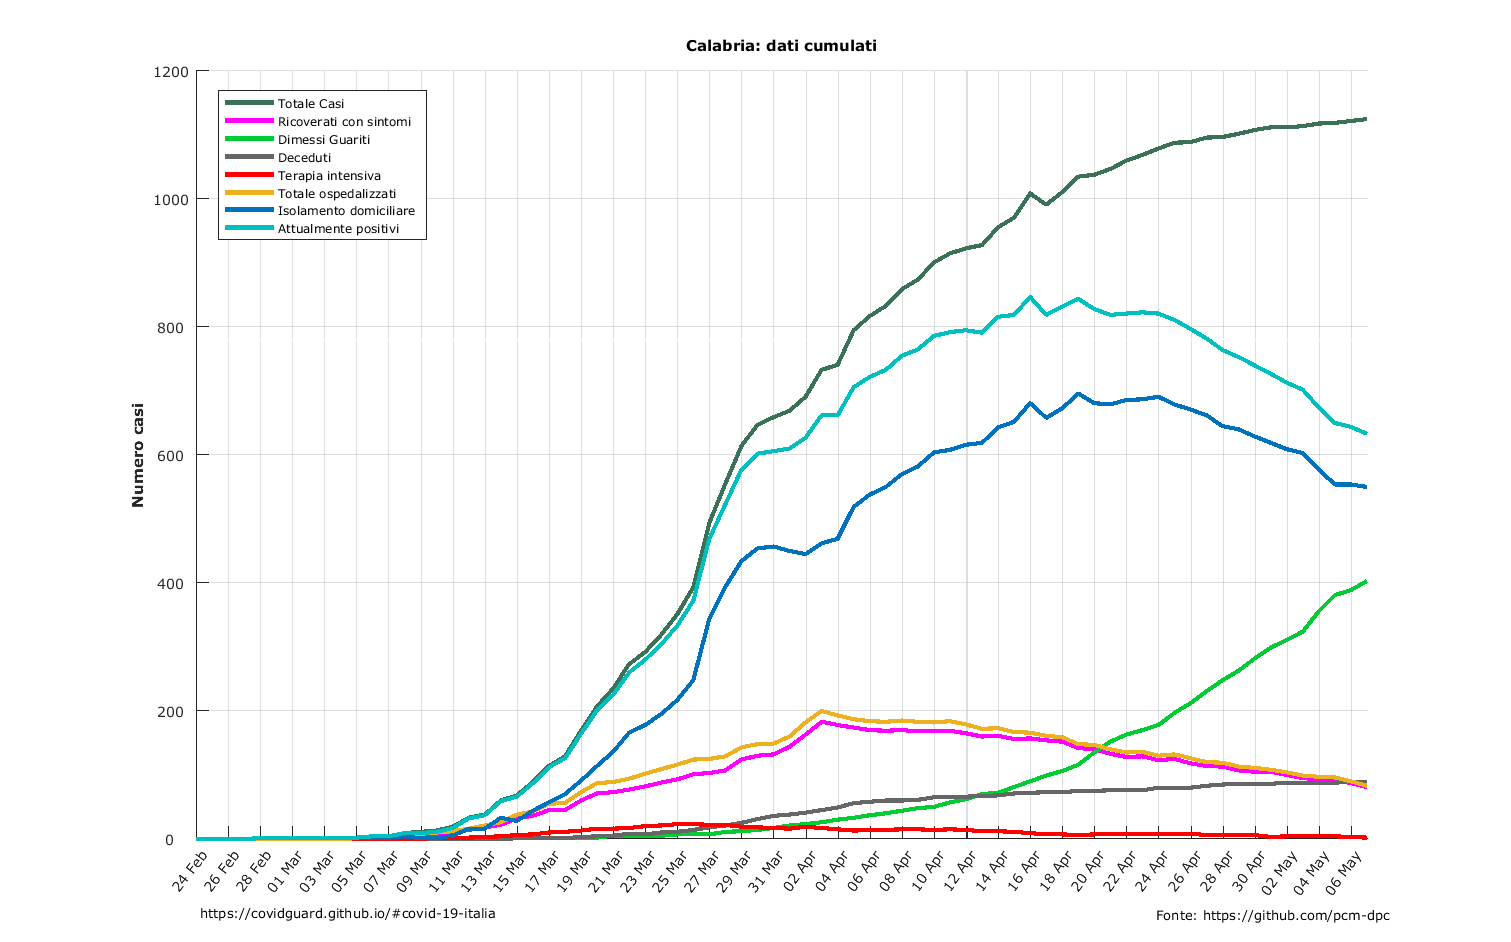 Calabria: dati cumulati
1200
1000
800
600
400
200
0
Numero casi
Totale Casi
Ricoverati con sintomi
Dimessi Guariti
Deceduti
Terapia intensiva
Totale ospedalizzati
Isolamento domiciliare
Attualmente positivi
24 Feb
26 Feb
28 Feb
01 Mar
03 Mar
05 Mar
07 Mar
09 Mar
11 Mar
13 Mar
15 Mar
17 Mar
19 Mar
21 Mar
23 Mar
25 Mar
27 Mar
29 Mar
31 Mar
02 Apr
04 Apr
06 Apr
08 Apr
10 Apr
12 Apr
14 Apr
16 Apr
18 Apr
20 Apr
22 Apr
24 Apr
26 Apr
28 Apr
30 Apr
02 May
04 May
06 May
https://covidguard.github.io/#covid-19-italia
Fonte: https://github.com/pcm-dpc